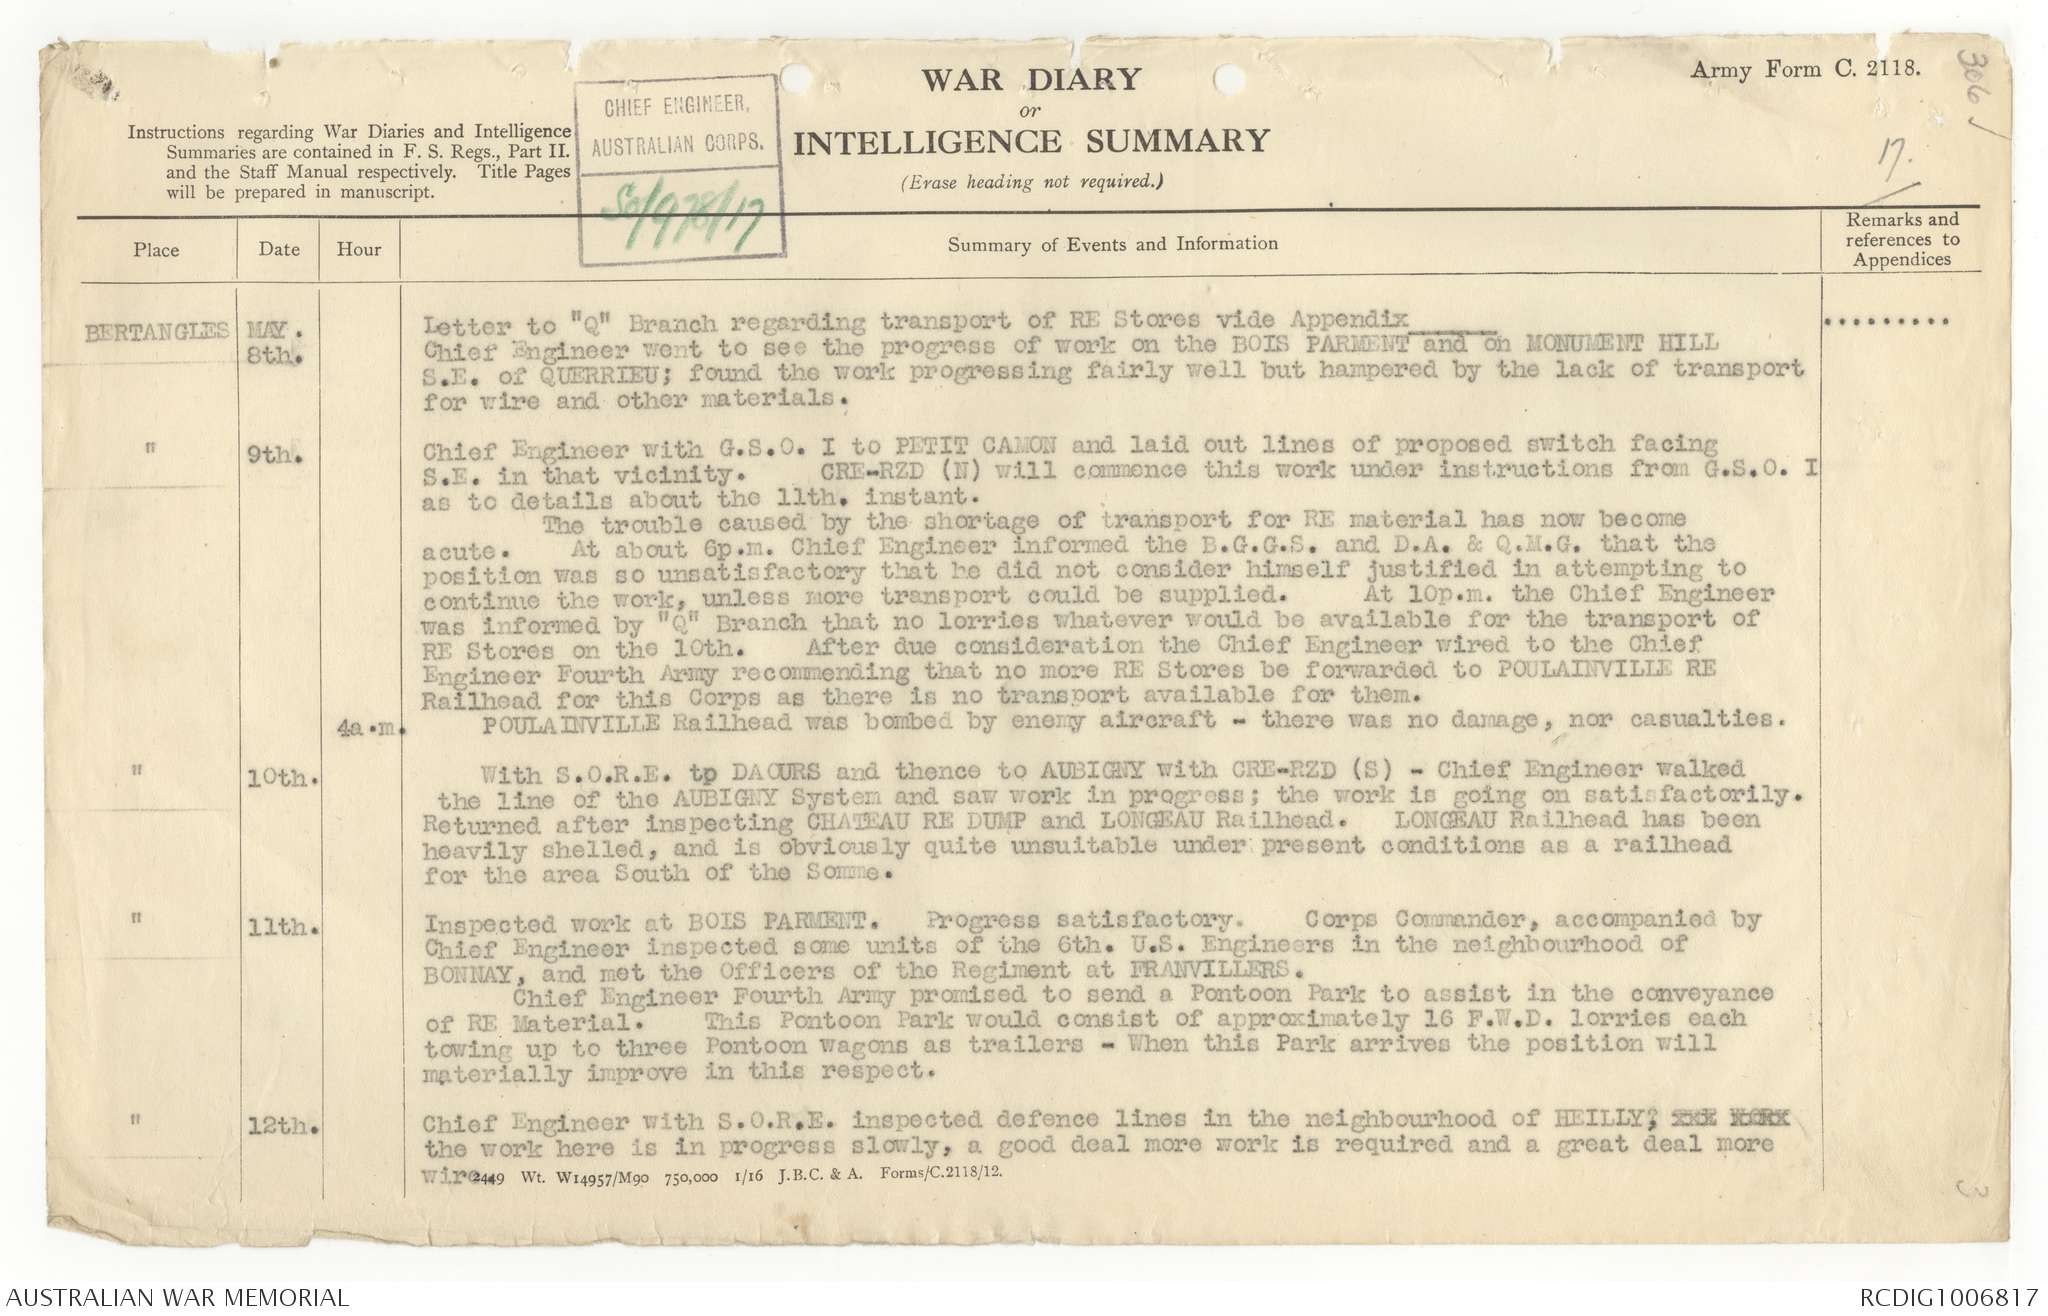 WAR DIARY
or
INTELLIGENCE SUMMARY
(Erase heading not required.)
Army Form C. 2118.
306
17.
Instructions regarding War Diaries and Intelligence
Summaries are contained in F. S. Regs., Part II.
and the Staff Manual respectively. Title Pages
will be prepared in manuscript.
CHIEF ENGINEER,
AUSTRALIAN CORPS.
/978/17
Place
Date
Hour
Summary of Events and Information
Remarks and
references to
Appendices
BERTANGLES MAY.
8th.
Letter to "Q" Branch regarding transport of RE Stores vide Appendix ..........
Chief Engineer went to see the progress of work on the BOIS PARMENT and on MONUMENT HILL
S.E. of QUERRIEU; found the work progressing fairly well but hampered by the lack of transport
for wire and other materials.
" 9th. Chief Engineer with G.S.O. I to PETIT CAMON and laid out lines of proposed switch facing
S.E. in that vicinity. CRE-RZD (N) will commence this work under instructions from G.S.O. I
as to details about the 11th. instant.
The trouble caused by the shortage of transport for RE material has now become
acute. At about 6p.m. Chief Engineer informed the B.G.G.S. and D.A. & Q.M.G. that the
position was so unsatisfactory that he did not consider himself justified in attempting to
continue the work, unless more transport could be supplied. At 10p.m. the Chief Engineer
was informed by "Q" Branch that no lorries whatever would be available for the transport of
RE Stores on the 10th. After due consideration the Chief Engineer wired to the Chief
Engineer Fourth Army recommending that no more RE Stores be forwarded to POULAINVILLE RE
Railhead for this Corps as there is no transport available for them.
4a.m. POULAINVILLE Railhead was bombed by enemy aircraft - there was no damage, nor casualties.
" 10th. With S.O.R.E. to DAOURS and thence to AUBIGNY with CRE-RZD (S) - Chief Engineer walked
the line of the AUBIGNY System and saw work in progress; the work is going on satisfactorily.
Returned after inspecting CHATEAU RE DUMP and LONGEAU Railhead. LONGEAU Railhead has been
heavily shelled, and is obviously quite unsuitable under present conditions as a railhead
for the area South of the Somme.
" 11th. Inspected work at BOIS PARMENT. Progress satisfactory. Corps Commander, accompanied by
Chief Engineer inspected some units of the 6th. U.S. Engineers in the neighbourhood of
BONNAY, and met the Officers of the Regiment at FRANVILLERS.
Chief Engineer Fourth Army promised to send a Pontoon Park to assist in the conveyance
of RE Material. This Pontoon Park would consist of approximately 16 F.W.D. lorries each
towing up to three Pontoon wagons as trailers - When this Park arrives the position will
materially improve in this respect.
" 12th. Chief Engineer with S.O.R.E. inspected defence lines in the neighbourhood of HEILLY;
the work here is in progress slowly, a good deal more work is required and a great deal more
wire.
2449 Wt. W14957/M90 750,000 1/16 J.B.C. & A. Forms/C.2118/12.
3
AUSTRALIAN WAR MEMORIAL
RCDIG1006817